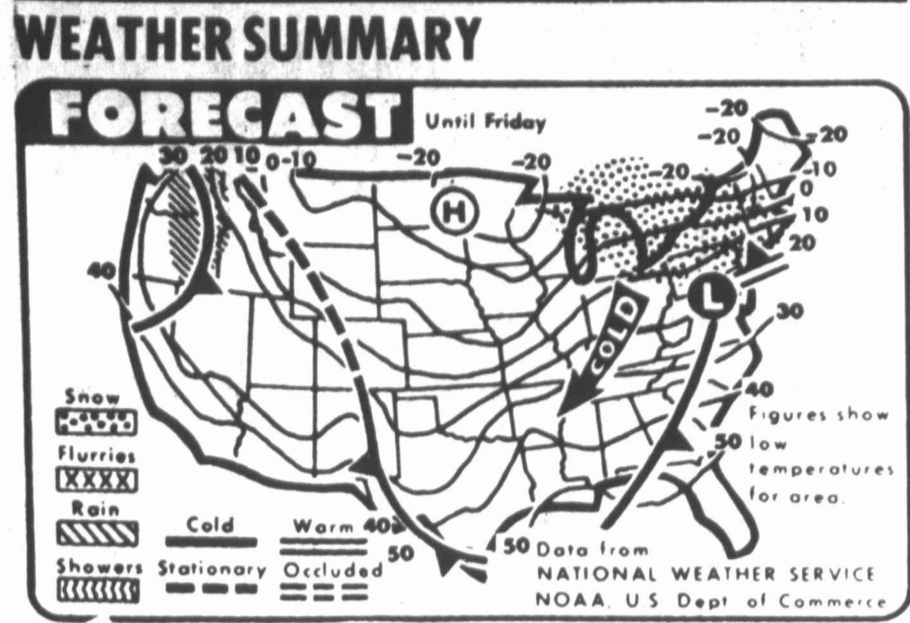 WEATHER SUMMARY
FORECAST
Until Friday
30 20 10 0 -10 -20 -20 -20 -20 -20 -20
-10
0
10
20
30
40
50
40
H
L
COLD
Snow
Flurries
Rain
Showers
Cold
Stationary
Warm
Occluded
40
50
50
Figures show
low
temperatures
for area.
Data from
NATIONAL WEATHER SERVICE
NOAA, U.S. Dept of Commerce